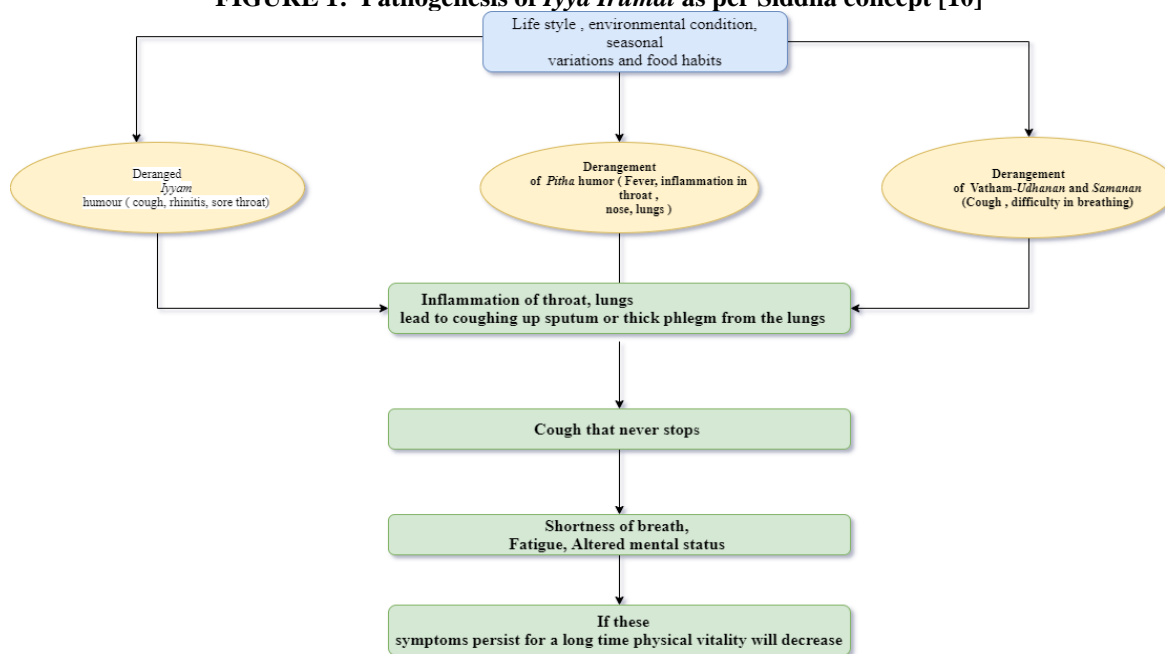 FIGURE 1: Pathogenesis of Iyya Irumal as per Siddha concept [10]
Life style , environmental condition,
seasonal
variations and food habits
Deranged
Iyyam
humour ( cough, rhinitis, sore throat)
Derangement
of Pitha humor ( Fever, inflammation in
throat ,
nose, lungs )
Derangement
of Vatham-Udhanan and Samanan
(Cough , difficulty in breathing)
Inflammation of throat, lungs
lead to coughing up sputum or thick phlegm from the lungs
Cough that never stops
Shortness of breath,
Fatigue, Altered mental status
If these
symptoms persist for a long time physical vitality will decrease